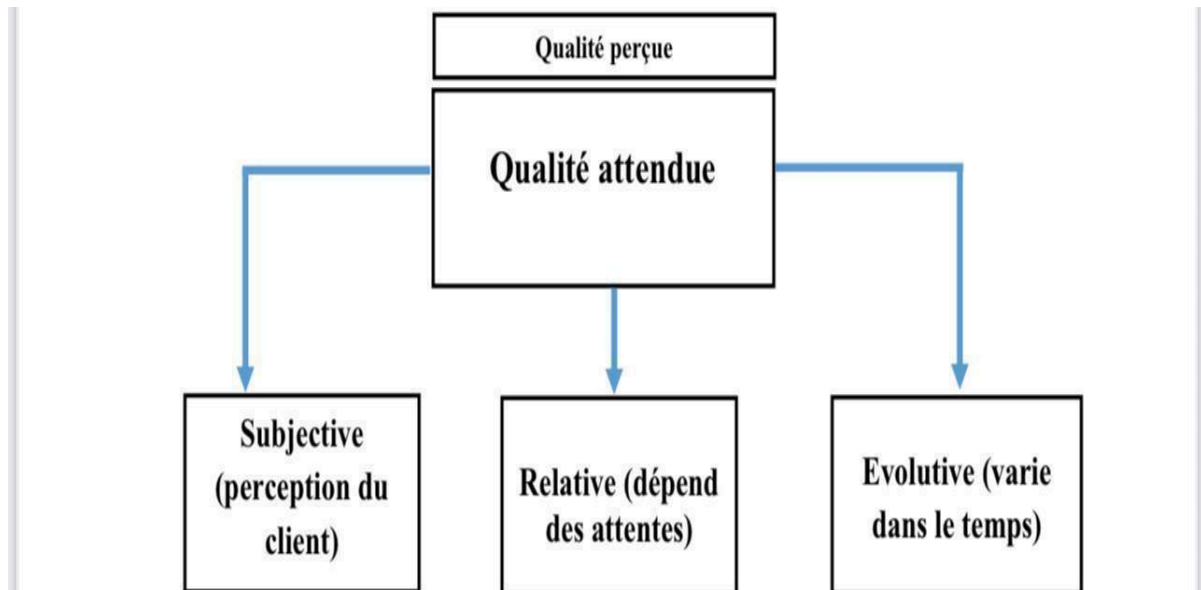 Qualité perçue
Qualité attendue
Subjective
(perception du
client)
Relative (dépend
des attentes)
Evolutive (varie
dans le temps)